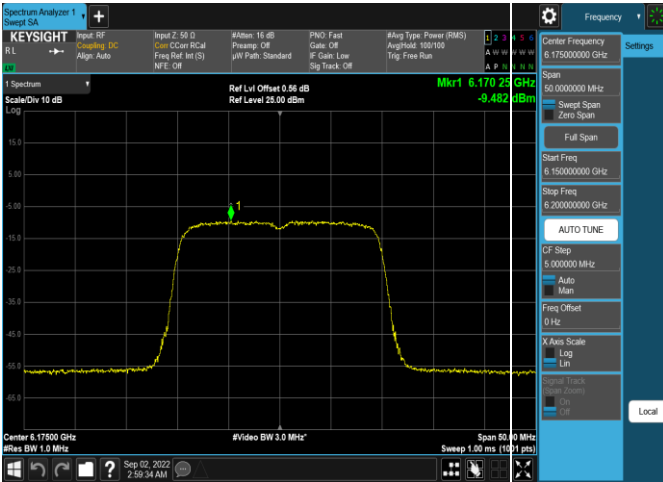 Spectrum Analyzer 1
Swept SA
+
Frequency
KEYSIGHT
RL
Input: RF
Coupling: DC
Align: Auto
Input Z: 50 Ω
Corr CCorr RCal
Freq Ref: Int (S)
NFE: Off
#Atten: 16 dB
Preamp: Off
µW Path: Standard
PNO: Fast
Gate: Off
IF Gain: Low
Sig Track: Off
#Avg Type: Power (RMS)
Avg|Hold: 100/100
Trig: Free Run
1 2 3 4 5 6
A W W W W W
A P N N N N
1 Spectrum
Scale/Div 10 dB
Log
Ref Lvl Offset 0.56 dB
Ref Level 25.00 dBm
Mkr1 6.170 25 GHz
-9.482 dBm
15.0
5.00
-5.00
-15.0
-25.0
-35.0
-45.0
-55.0
-65.0
1
Center 6.17500 GHz
#Res BW 1.0 MHz
#Video BW 3.0 MHz*
Span 50.00 MHz
Sweep 1.00 ms (1001 pts)
Sep 02, 2022
2:59:34 AM
Center Frequency
6.175000000 GHz
Settings
Span
50.0000000 MHz
Swept Span
Zero Span
Full Span
Start Freq
6.150000000 GHz
Stop Freq
6.200000000 GHz
AUTO TUNE
CF Step
5.000000 MHz
Auto
Man
Freq Offset
0 Hz
X Axis Scale
Log
Lin
Signal Track
(Span Zoom)
On
Off
Local